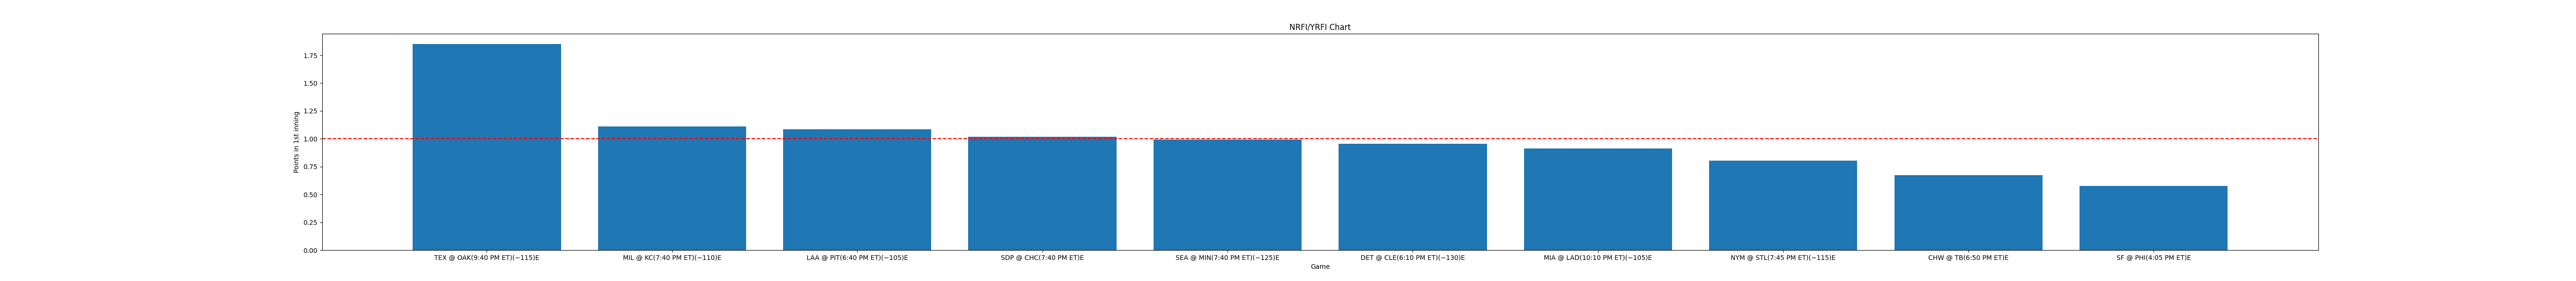 NRFI/YRFI Chart
Points in 1st inning
1.75
1.50
1.25
1.00
0.75
0.50
0.25
0.00
TEX @ OAK(9:40 PM ET)(−115)E
MIL @ KC(7:40 PM ET)(−110)E
LAA @ PIT(6:40 PM ET)(−105)E
SDP @ CHC(7:40 PM ET)E
SEA @ MIN(7:40 PM ET)(−125)E
DET @ CLE(6:10 PM ET)(−130)E
MIA @ LAD(10:10 PM ET)(−105)E
NYM @ STL(7:45 PM ET)(−115)E
CHW @ TB(6:50 PM ET)E
SF @ PHI(4:05 PM ET)E
Game